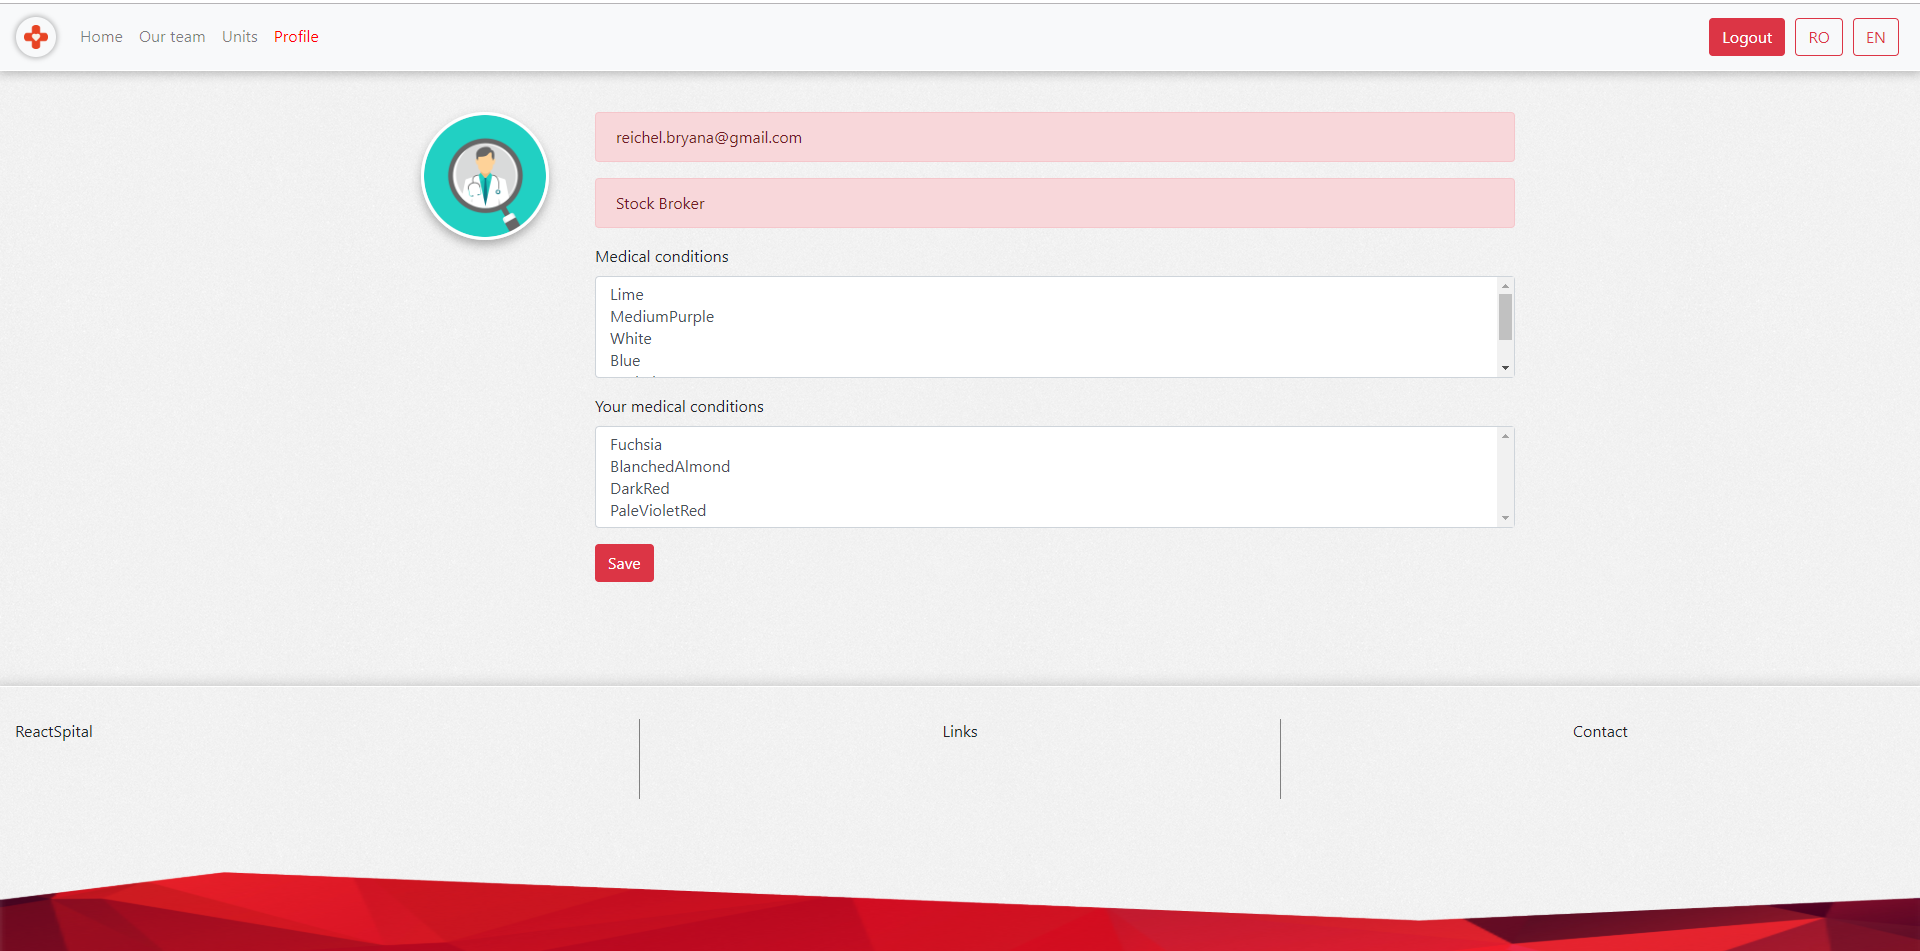 Home Our team Units Profile Logout RO EN
reichel.bryana@gmail.com
Stock Broker
Medical conditions
Lime
MediumPurple
White
Blue
Your medical conditions
Fuchsia
BlanchedAlmond
DarkRed
PaleVioletRed
Save
ReactSpital Links Contact